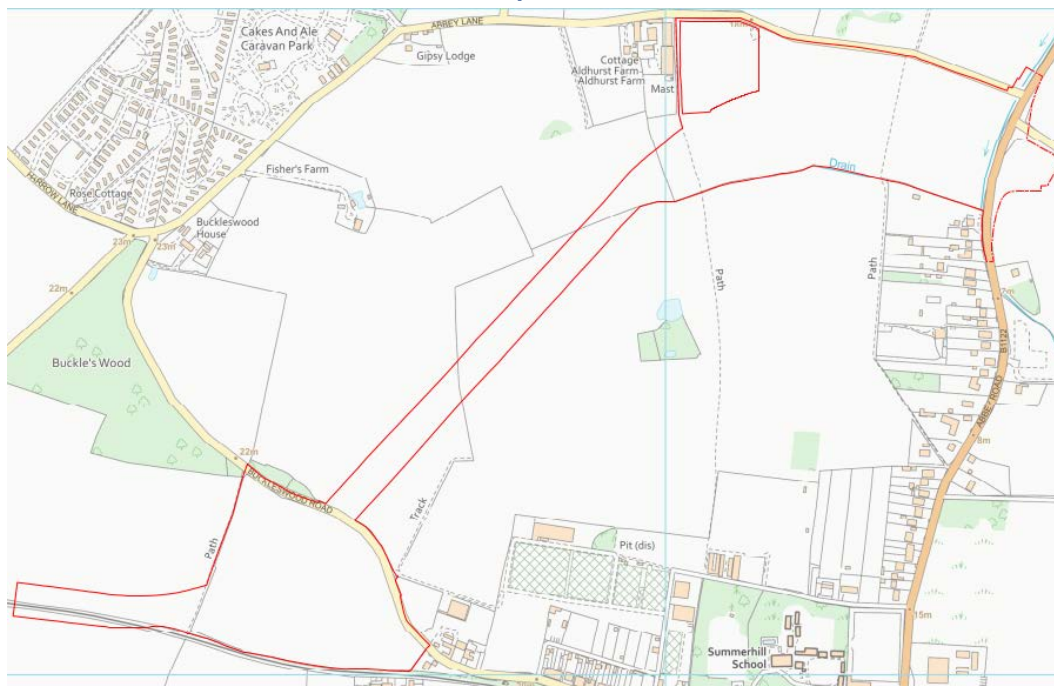 ABBEY LANE
Cakes And Ale
Caravan Park
Gipsy Lodge
Cottage
Aldhurst Farm
Aldhurst Farm
Mast
Drain
Fisher's Farm
HARROW LANE
Rose Cottage
Buckleswood
House
23m
23m
22m
Path
Path
7m
Buckle's Wood
B1122
ABBEY ROAD
8m
22m
BUCKLESWOOD ROAD
Track
Path
Pit (dis)
15m
Summerhill
School